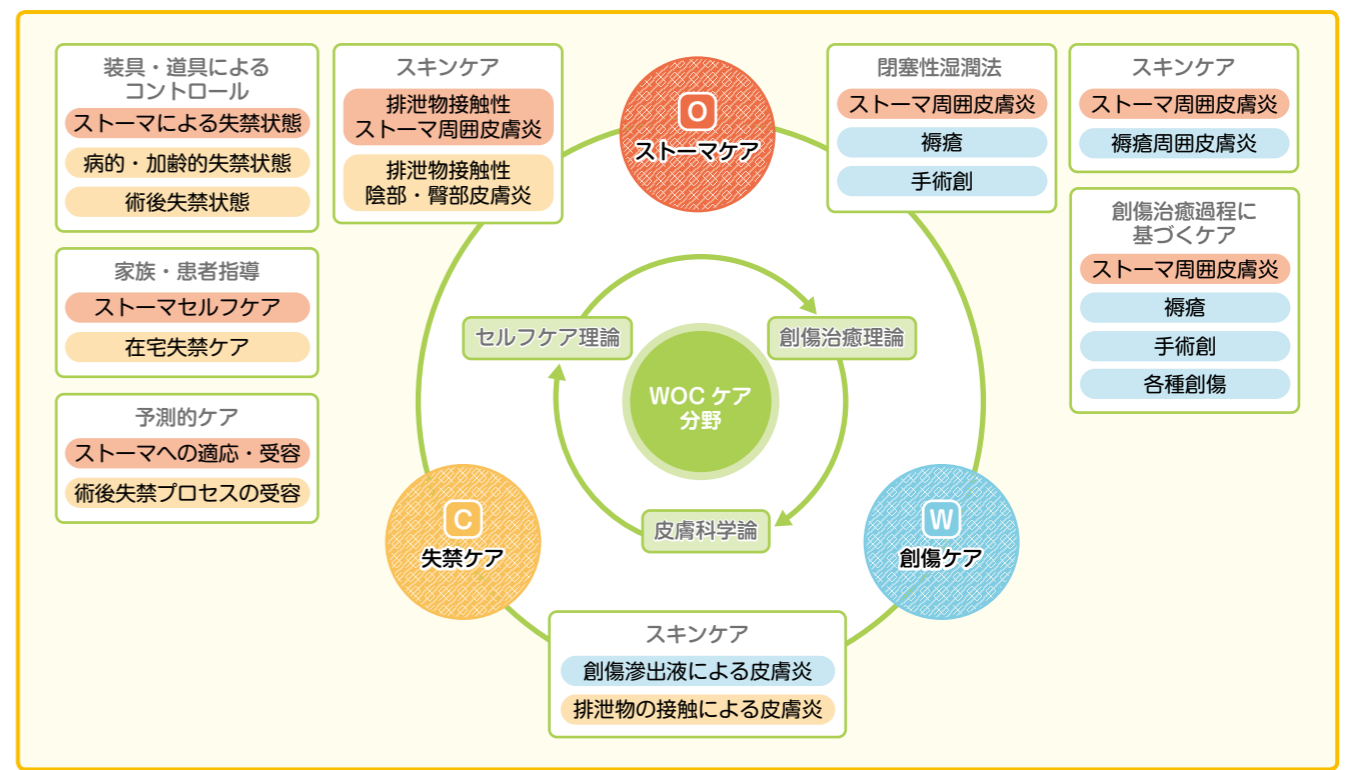 装具・道具による
コントロール
ストーマによる失禁状態
病的・加齢的失禁状態
術後失禁状態
家族・患者指導
ストーマセルフケア
在宅失禁ケア
予測的ケア
ストーマへの適応・受容
術後失禁プロセスの受容
スキンケア
排泄物接触性
ストーマ周囲皮膚炎
排泄物接触性
陰部・臀部皮膚炎
O
ストーマケア
閉塞性湿潤法
ストーマ周囲皮膚炎
褥瘡
手術創
スキンケア
ストーマ周囲皮膚炎
褥瘡周囲皮膚炎
創傷治癒過程に
基づくケア
ストーマ周囲皮膚炎
褥瘡
手術創
各種創傷
セルフケア理論
創傷治癒理論
WOC ケア
分野
皮膚科学論
C
失禁ケア
W
創傷ケア
スキンケア
創傷滲出液による皮膚炎
排泄物の接触による皮膚炎